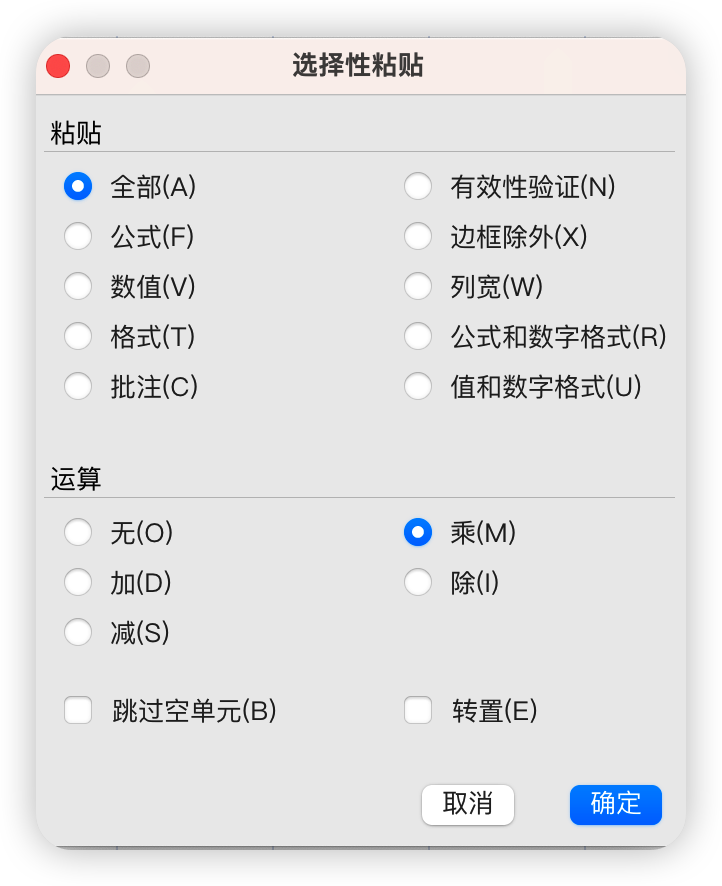 选择性粘贴
粘贴
全部(A)
有效性验证(N)
公式(F)
边框除外(X)
数值(V)
列宽(W)
格式(T)
公式和数字格式(R)
批注(C)
值和数字格式(U)
运算
无(O)
乘(M)
加(D)
除(I)
减(S)
跳过空单元(B)
转置(E)
取消
确定